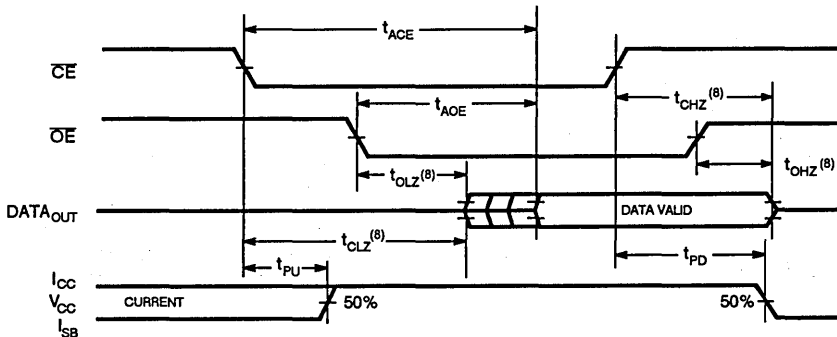 tACE
CE
tAOE
tCHZ(8)
OE
tOLZ(8)
tOHZ(8)
DATAOUT
DATA VALID
tCLZ(8)
tPU
tPD
ICC
VCC CURRENT
50%
50%
ISB